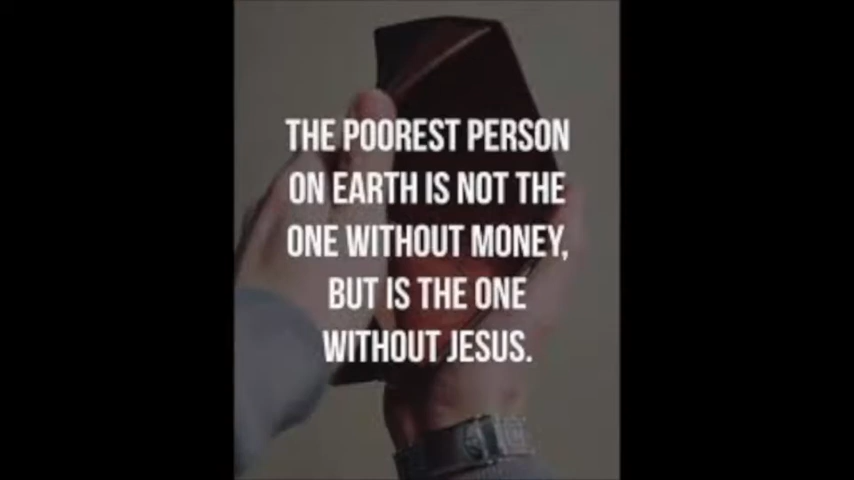 THE POOREST PERSON
ON EARTH IS NOT THE
ONE WITHOUT MONEY,
BUT IS THE ONE
WITHOUT JESUS.